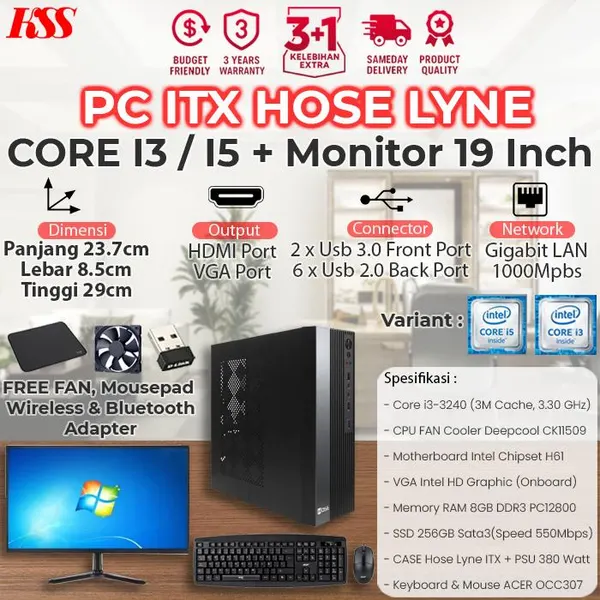 KSS
$
BUDGET
FRIENDLY
3
3 YEARS
WARRANTY
3+1
KELEBIHAN
EXTRA
SAMEDAY
DELIVERY
PRODUCT
QUALITY
PC ITX HOSE LYNE
CORE I3 / I5 + Monitor 19 Inch
Dimensi
Panjang 23.7cm
Lebar 8.5cm
Tinggi 29cm
Output
HDMI Port
VGA Port
Connector
2 x Usb 3.0 Front Port
6 x Usb 2.0 Back Port
Network
Gigabit LAN
1000Mpbs
Variant :
intel
CORE i5
inside
intel
CORE i3
inside
FREE FAN, Mousepad
Wireless & Bluetooth
Adapter
Spesifikasi :
- Core i3-3240 (3M Cache, 3.30 GHz)
- CPU FAN Cooler Deepcool CK11509
- Motherboard Intel Chipset H61
- VGA Intel HD Graphic (Onboard)
- Memory RAM 8GB DDR3 PC12800
- SSD 256GB Sata3(Speed 550Mbps)
- CASE Hose Lyne ITX + PSU 380 Watt
- Keyboard & Mouse ACER OCC307